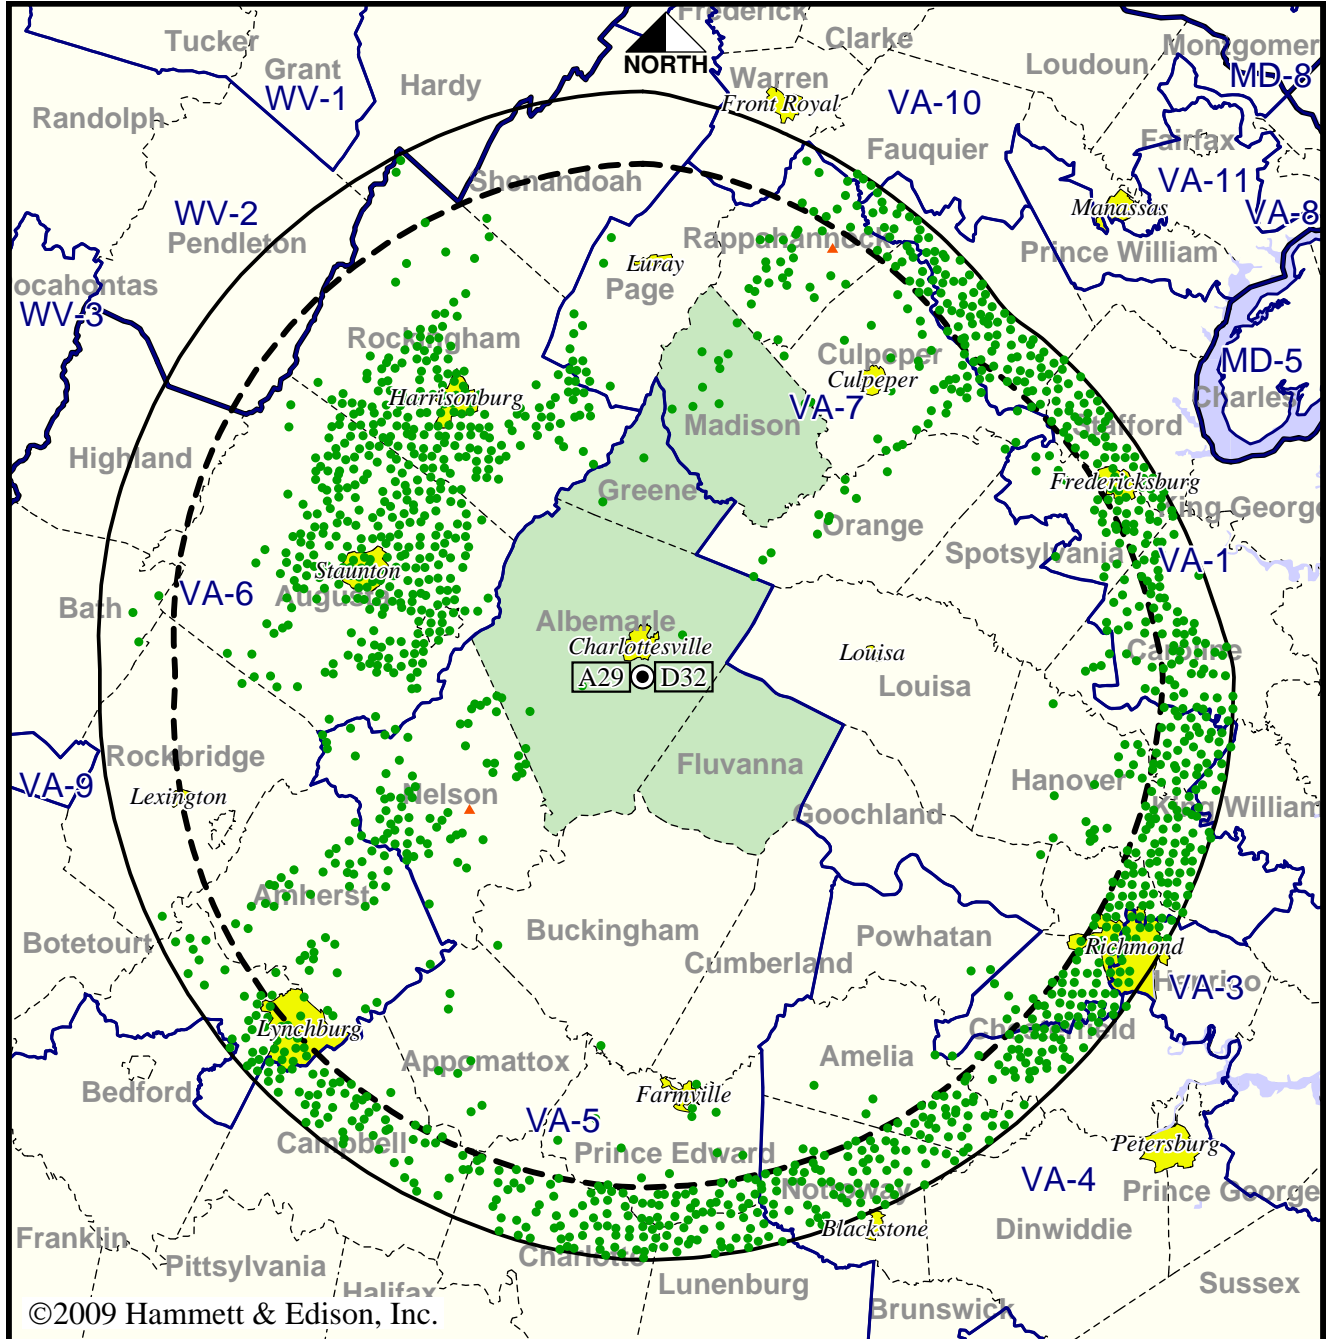 Frederick
Tucker
Clarke
Montgomer
Grant
Loudoun
NORTH
Warren
MD-8
Hardy
WV-1
Front Royal
VA-10
Randolph
Fairfax
Fauquier
VA-11
Shenandoah
Manassas
WV-2
VA-8
Pendleton
Rappahannock
Prince William
Luray
Page
ocahontas
WV-3
Rockingham
Culpeper
MD-5
Culpeper
Harrisonburg
Charles
VA-7
Madison
Stafford
Highland
Fredericksburg
Greene
King George
Orange
Spotsylvania
VA-1
Staunton
VA-6
Augusta
Bath
Albemarle
Charlottesville
Louisa
Caroline
A29
D32
Louisa
Rockbridge
Fluvanna
Hanover
VA-9
Lexington
Nelson
King William
Goochland
Amherst
Buckingham
Powhatan
Botetourt
Richmond
Cumberland
Henrico
VA-3
Lynchburg
Chesterfield
Appomattox
Amelia
Bedford
Farmville
VA-5
Campbell
Petersburg
Prince Edward
VA-4
Nottoway
Prince George
Blackstone
Dinwiddie
Franklin
Charlotte
Pittsylvania
Lunenburg
Sussex
Halifax
Brunswick
©2009 Hammett & Edison, Inc.